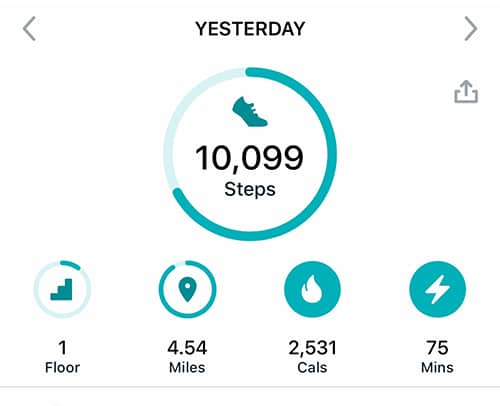 YESTERDAY
10,099
Steps
1 4.54 2,531 75
Floor Miles Cals Mins